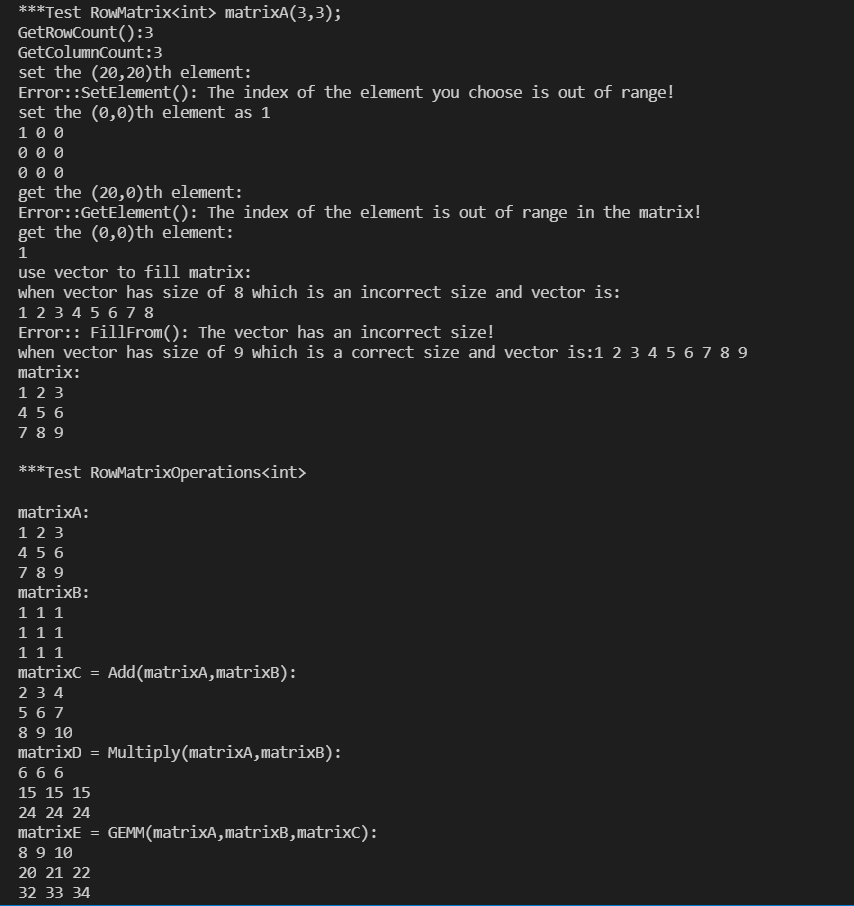 ***Test RowMatrix<int> matrixA(3,3);
GetRowCount():3
GetColumnCount:3
set the (20,20)th element:
Error::SetElement(): The index of the element you choose is out of range!
set the (0,0)th element as 1
1 0 0
0 0 0
0 0 0
get the (20,0)th element:
Error::GetElement(): The index of the element is out of range in the matrix!
get the (0,0)th element:
1
use vector to fill matrix:
when vector has size of 8 which is an incorrect size and vector is:
1 2 3 4 5 6 7 8
Error:: FillFrom(): The vector has an incorrect size!
when vector has size of 9 which is a correct size and vector is:1 2 3 4 5 6 7 8 9
matrix:
1 2 3
4 5 6
7 8 9
***Test RowMatrixOperations<int>
matrixA:
1 2 3
4 5 6
7 8 9
matrixB:
1 1 1
1 1 1
1 1 1
matrixC = Add(matrixA,matrixB):
2 3 4
5 6 7
8 9 10
matrixD = Multiply(matrixA,matrixB):
6 6 6
15 15 15
24 24 24
matrixE = GEMM(matrixA,matrixB,matrixC):
8 9 10
20 21 22
32 33 34